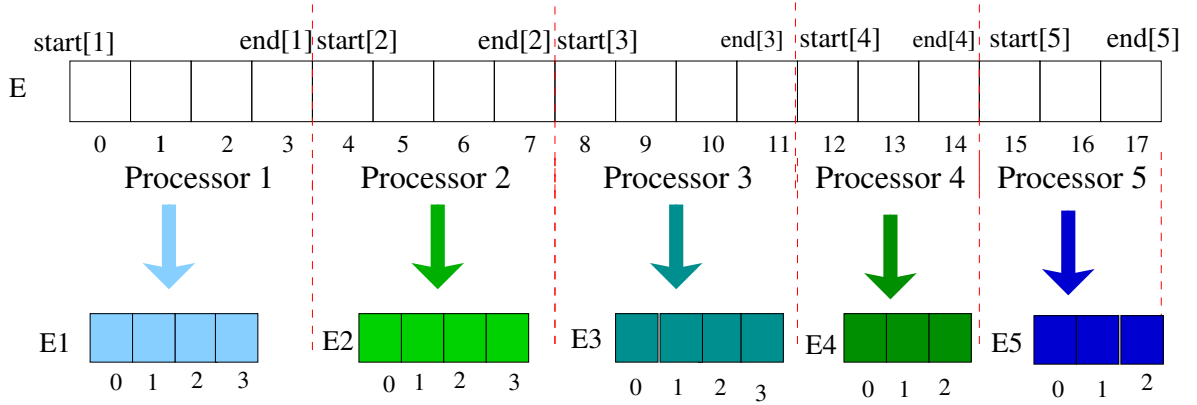 start[1] end[1] start[2] end[2] start[3] end[3] start[4] end[4] start[5] end[5]
E
0 1 2 3 4 5 6 7 8 9 10 11 12 13 14 15 16 17
Processor 1 Processor 2 Processor 3 Processor 4 Processor 5
E1 E2 E3 E4 E5
0 1 2 3 0 1 2 3 0 1 2 3 0 1 2 0 1 2